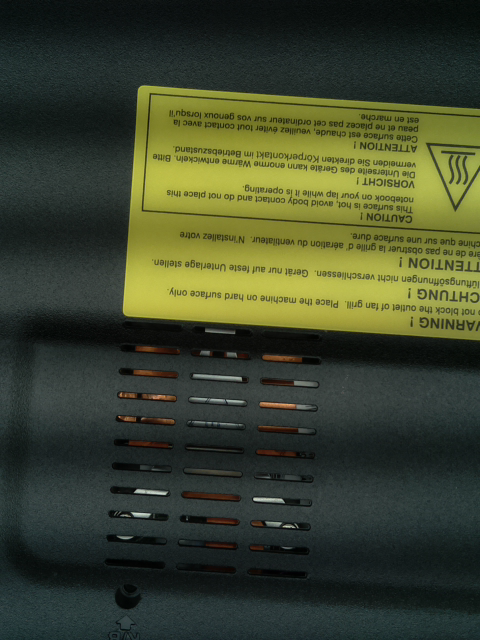 WARNING !
o not block the outlet of fan. grill. Place the machine on hard surface only.
CHTUNG !
lüftungsöffnungen nicht verschliessen. Gerät nur auf feste Unterlage stellen.
TTENTION !
de ne pas obstruer la grille d' aération du ventilateur. N'installez votre
chine que sur une surface dure.
CAUTION !
This surface is hot, avoid body contact and do not place this
notebook on your lap while it is operating.
VORSICHT !
Die Unterseite des Gerätes kann enorme Wärme entwickeln. Bitte
vermeiden Sie direkten Körperkontakt im Betriebszustand.
ATTENTION !
Cette surface est chaude, veuillez éviter tout contact avec la
peau et ne placez pas cet ordinateur sur vos genoux lorsqu'il
est en marche.